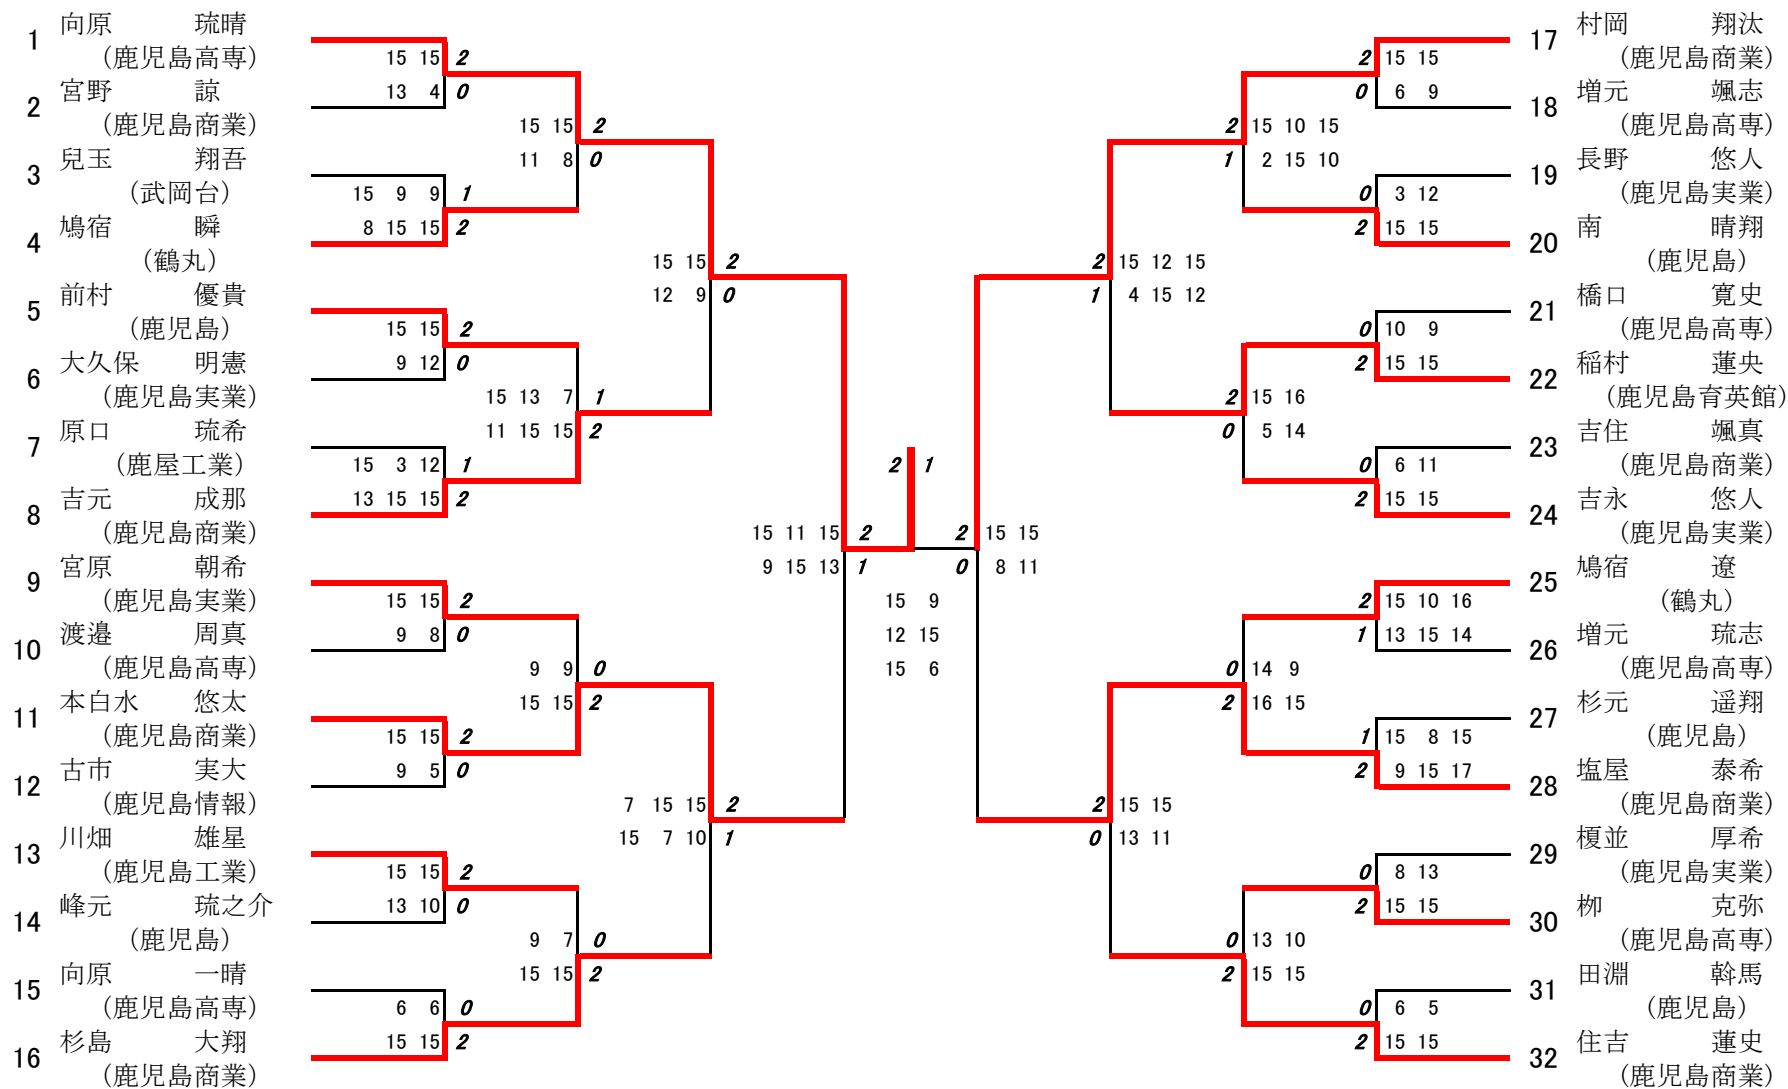 1 向原 琉晴
(鹿児島高専)
2 宮野 諒
(鹿児島商業)
3 兒玉 翔吾
(武岡台)
4 鳩宿 瞬
(鶴丸)
5 前村 優貴
(鹿児島)
6 大久保 明憲
(鹿児島実業)
7 原口 琉希
(鹿屋工業)
8 吉元 成那
(鹿児島商業)
9 宮原 朝希
(鹿児島実業)
10 渡邉 周真
(鹿児島高専)
11 本白水 悠太
(鹿児島商業)
12 古市 実大
(鹿児島情報)
13 川畑 雄星
(鹿児島工業)
14 峰元 琉之介
(鹿児島)
15 向原 一晴
(鹿児島高専)
16 杉島 大翔
(鹿児島商業)
15 15 2
13 4 0
15 9 9 1
8 15 15 2
15 15 2
9 12 0
15 3 12 1
13 15 15 2
15 15 2
9 8 0
15 15 2
9 5 0
15 15 2
13 10 0
6 6 0
15 15 2
15 15 2
11 8 0
15 13 7 1
11 15 15 2
9 9 0
15 15 2
9 7 0
15 15 2
15 15 2
12 9 0
7 15 15 2
15 7 10 1
15 11 15 2
9 15 13 1
2 1
15 9
12 15
15 6
2 15 15
0 8 11
2 15 12 15
1 4 15 12
2 15 15
0 13 11
2 15 10 15
1 2 15 10
2 15 16
0 5 14
0 14 9
2 16 15
0 13 10
2 15 15
2 15 15
0 6 9
0 3 12
2 15 15
0 10 9
2 15 15
0 6 11
2 15 15
2 15 10 16
1 13 15 14
1 15 8 15
2 9 15 17
0 8 13
2 15 15
0 6 5
2 15 15
17 村岡 翔汰
(鹿児島商業)
18 増元 颯志
(鹿児島高専)
19 長野 悠人
(鹿児島実業)
20 南 晴翔
(鹿児島)
21 橋口 寛史
(鹿児島高専)
22 稲村 蓮央
(鹿児島育英館)
23 吉住 颯真
(鹿児島商業)
24 吉永 悠人
(鹿児島実業)
25 鳩宿 遼
(鶴丸)
26 増元 琉志
(鹿児島高専)
27 杉元 遥翔
(鹿児島)
28 塩屋 泰希
(鹿児島商業)
29 榎並 厚希
(鹿児島実業)
30 栁 克弥
(鹿児島高専)
31 田淵 幹馬
(鹿児島)
32 住吉 蓮史
(鹿児島商業)